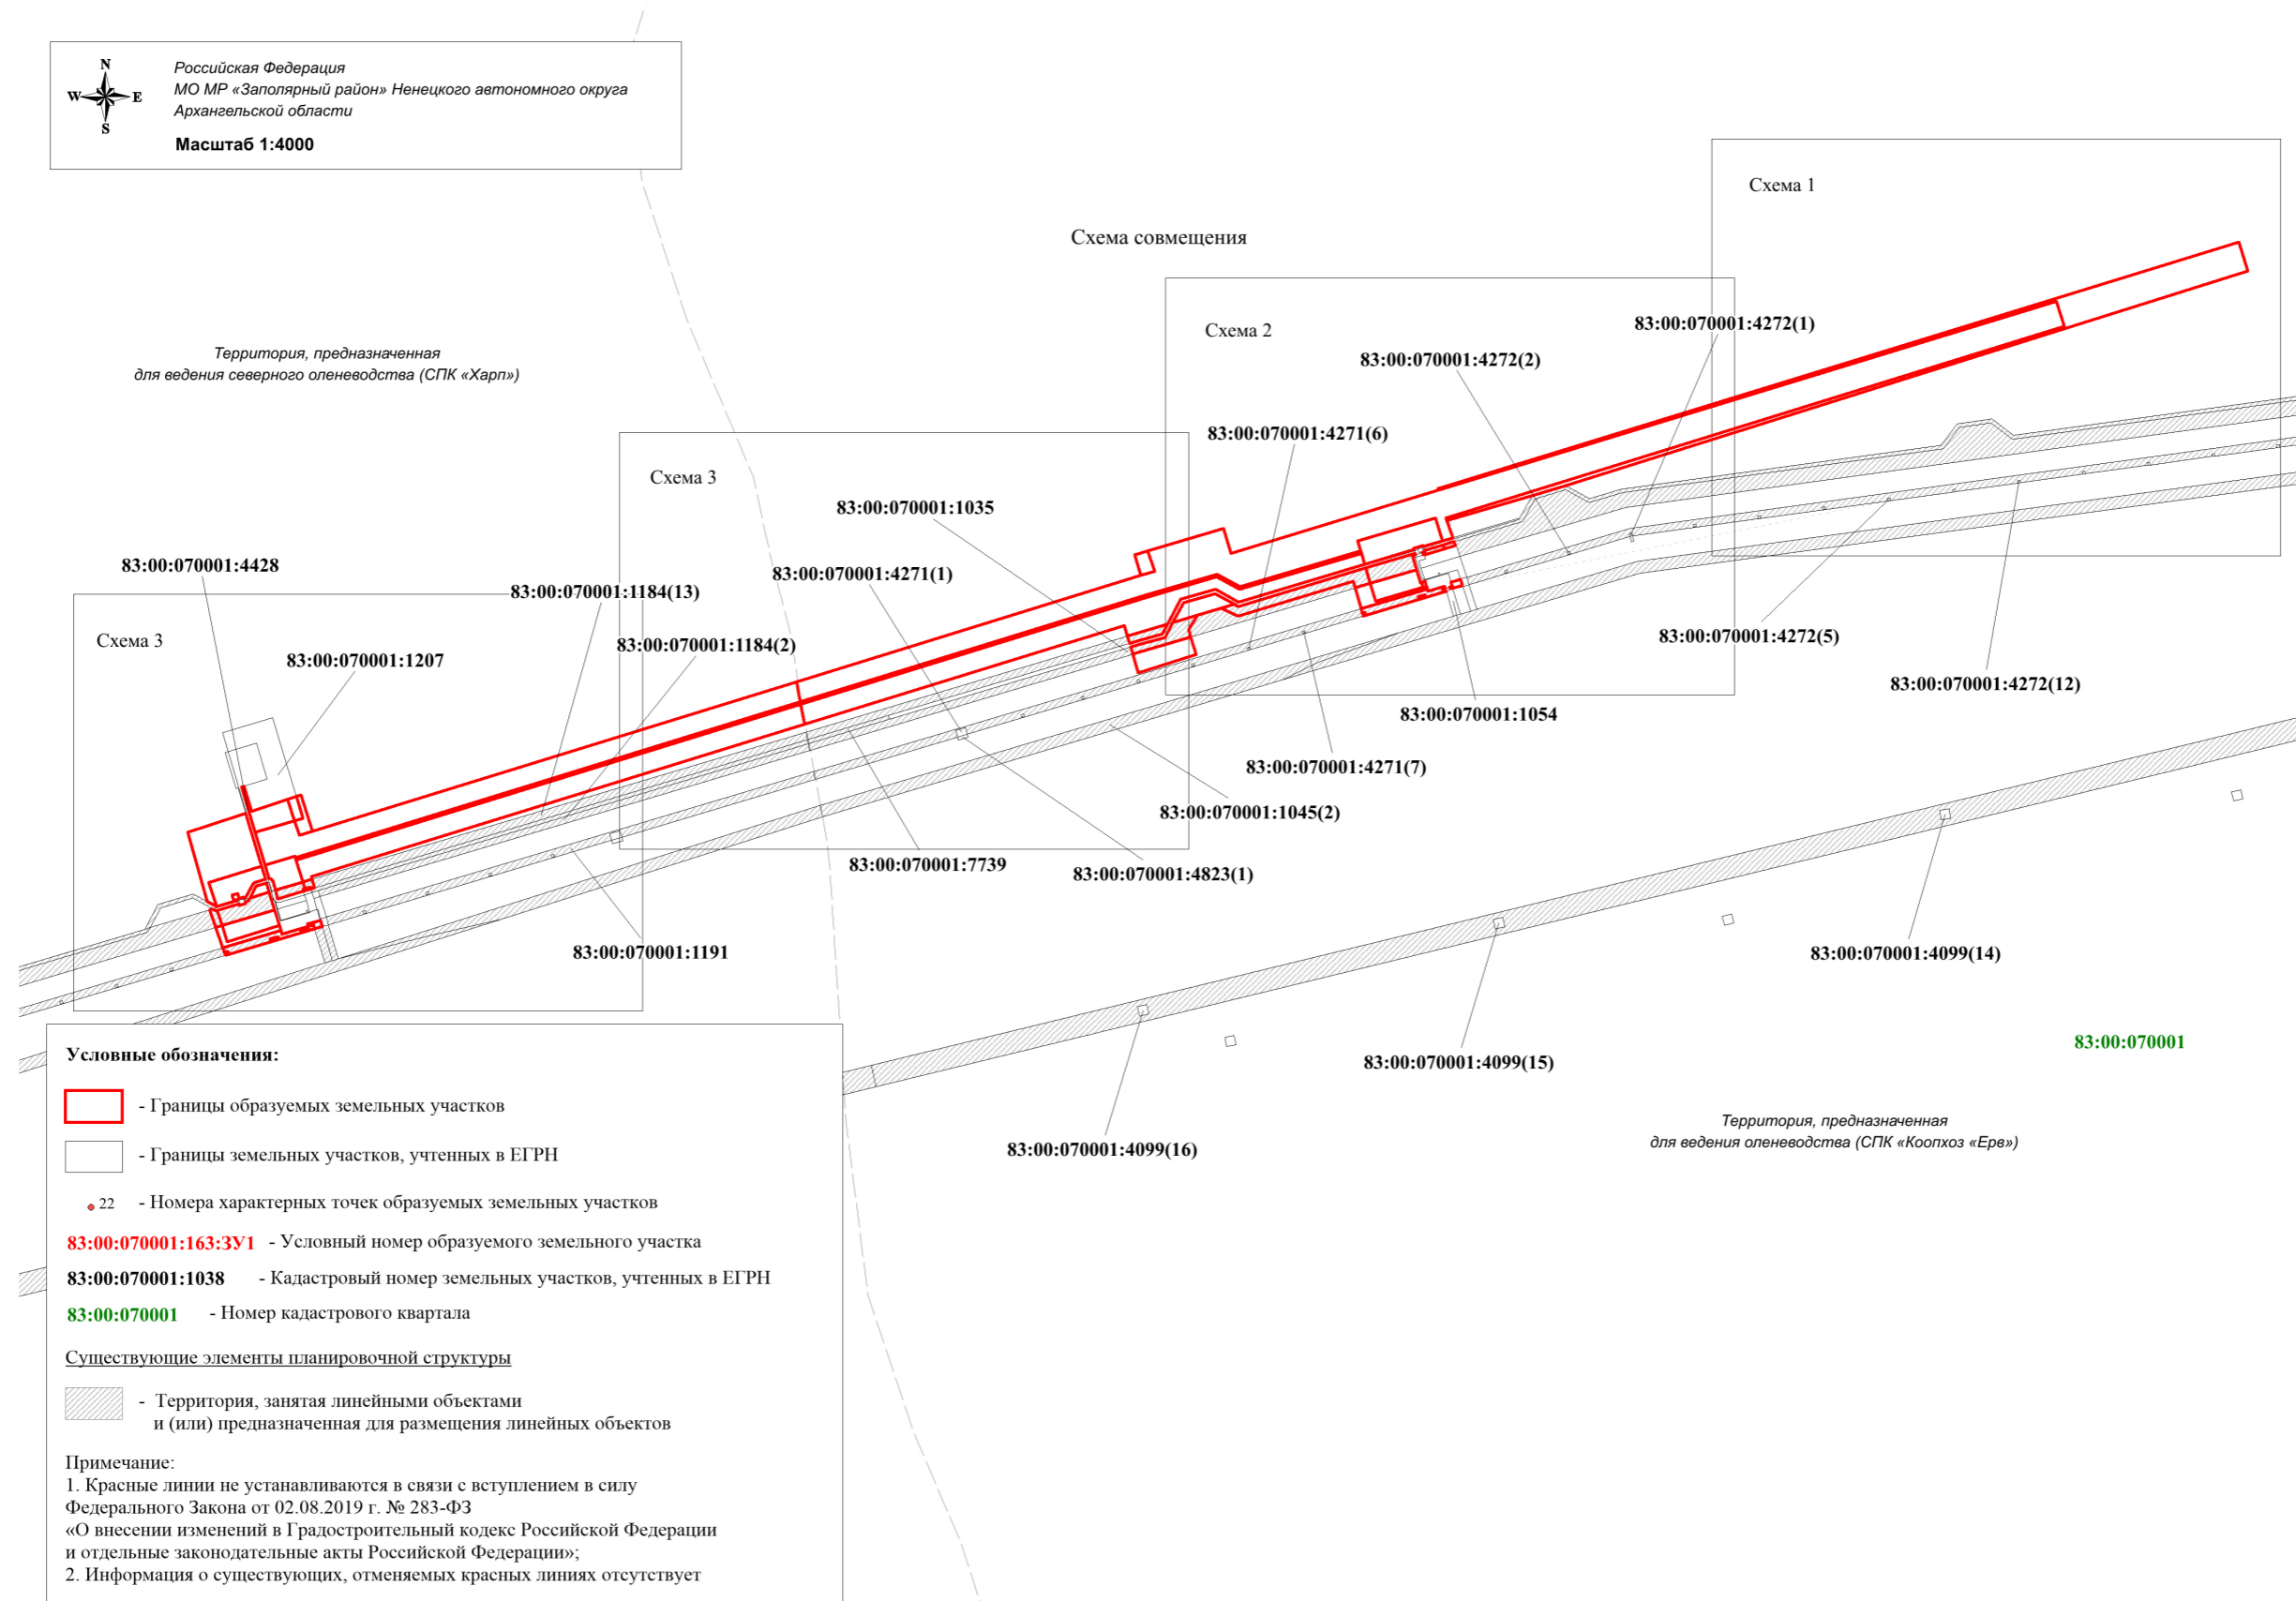 N
W E
S
Российская Федерация
МО МР «Заполярный район» Ненецкого автономного округа
Архангельской области
Масштаб 1:4000
Схема 1
Схема совмещения
Схема 2
83:00:070001:4272(1)
83:00:070001:4272(2)
Территория, предназначенная
для ведения северного оленеводства (СПК «Харп»)
83:00:070001:4271(6)
Схема 3
83:00:070001:1035
83:00:070001:4428
83:00:070001:4271(1)
83:00:070001:1184(13)
Схема 3
83:00:070001:1184(2)
83:00:070001:4272(5)
83:00:070001:1207
83:00:070001:4272(12)
83:00:070001:1054
83:00:070001:4271(7)
83:00:070001:1045(2)
83:00:070001:7739
83:00:070001:4823(1)
83:00:070001:1191
83:00:070001:4099(14)
83:00:070001
83:00:070001:4099(15)
Территория, предназначенная
для ведения оленеводства (СПК «Коопхоз «Ерв»)
83:00:070001:4099(16)
Условные обозначения:
- Границы образуемых земельных участков
- Границы земельных участков, учтенных в ЕГРН
22 - Номера характерных точек образуемых земельных участков
83:00:070001:163:ЗУ1 - Условный номер образуемого земельного участка
83:00:070001:1038 - Кадастровый номер земельных участков, учтенных в ЕГРН
83:00:070001 - Номер кадастрового квартала
Существующие элементы планировочной структуры
- Территория, занятая линейными объектами
и (или) предназначенная для размещения линейных объектов
Примечание:
1. Красные линии не устанавливаются в связи с вступлением в силу
Федерального Закона от 02.08.2019 г. № 283-ФЗ
«О внесении изменений в Градостроительный кодекс Российской Федерации
и отдельные законодательные акты Российской Федерации»;
2. Информация о существующих, отменяемых красных линиях отсутствует